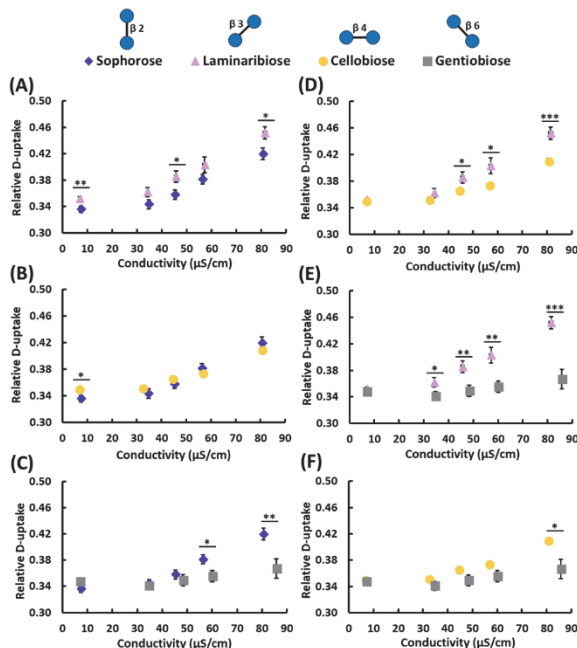 β 2 β 3 β 4 β 6
Sophorose Laminaribiose Cellobiose Gentiobiose
(A)
0.50
0.46
0.42
0.38
0.34
0.30
Relative D-uptake
** * *
0 10 20 30 40 50 60 70 80 90
Conductivity (µS/cm)
(D)
0.50
0.46
0.42
0.38
0.34
0.30
Relative D-uptake
* * ***
0 10 20 30 40 50 60 70 80 90
Conductivity (µS/cm)
(B)
0.50
0.46
0.42
0.38
0.34
0.30
Relative D-uptake
*
0 10 20 30 40 50 60 70 80 90
Conductivity (µS/cm)
(E)
0.50
0.46
0.42
0.38
0.34
0.30
Relative D-uptake
* ** ** ***
0 10 20 30 40 50 60 70 80 90
Conductivity (µS/cm)
(C)
0.50
0.46
0.42
0.38
0.34
0.30
Relative D-uptake
* **
0 10 20 30 40 50 60 70 80 90
Conductivity (µS/cm)
(F)
0.50
0.46
0.42
0.38
0.34
0.30
Relative D-uptake
*
0 10 20 30 40 50 60 70 80 90
Conductivity (µS/cm)